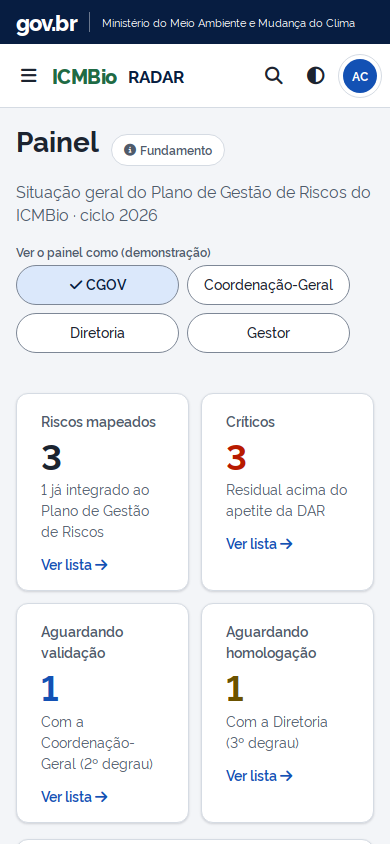 gov.br Ministério do Meio Ambiente e Mudança do Clima
ICMBio RADAR AC
Painel Fundamento
Situação geral do Plano de Gestão de Riscos do
ICMBio · ciclo 2026
Ver o painel como (demonstração)
CGOV Coordenação-Geral
Diretoria Gestor
Riscos mapeados
3
1 já integrado ao
Plano de Gestão
de Riscos
Ver lista
Críticos
3
Residual acima do
apetite da DAR
Ver lista
Aguardando
validação
1
Com a
Coordenação-
Geral (2º degrau)
Ver lista
Aguardando
homologação
1
Com a Diretoria
(3º degrau)
Ver lista